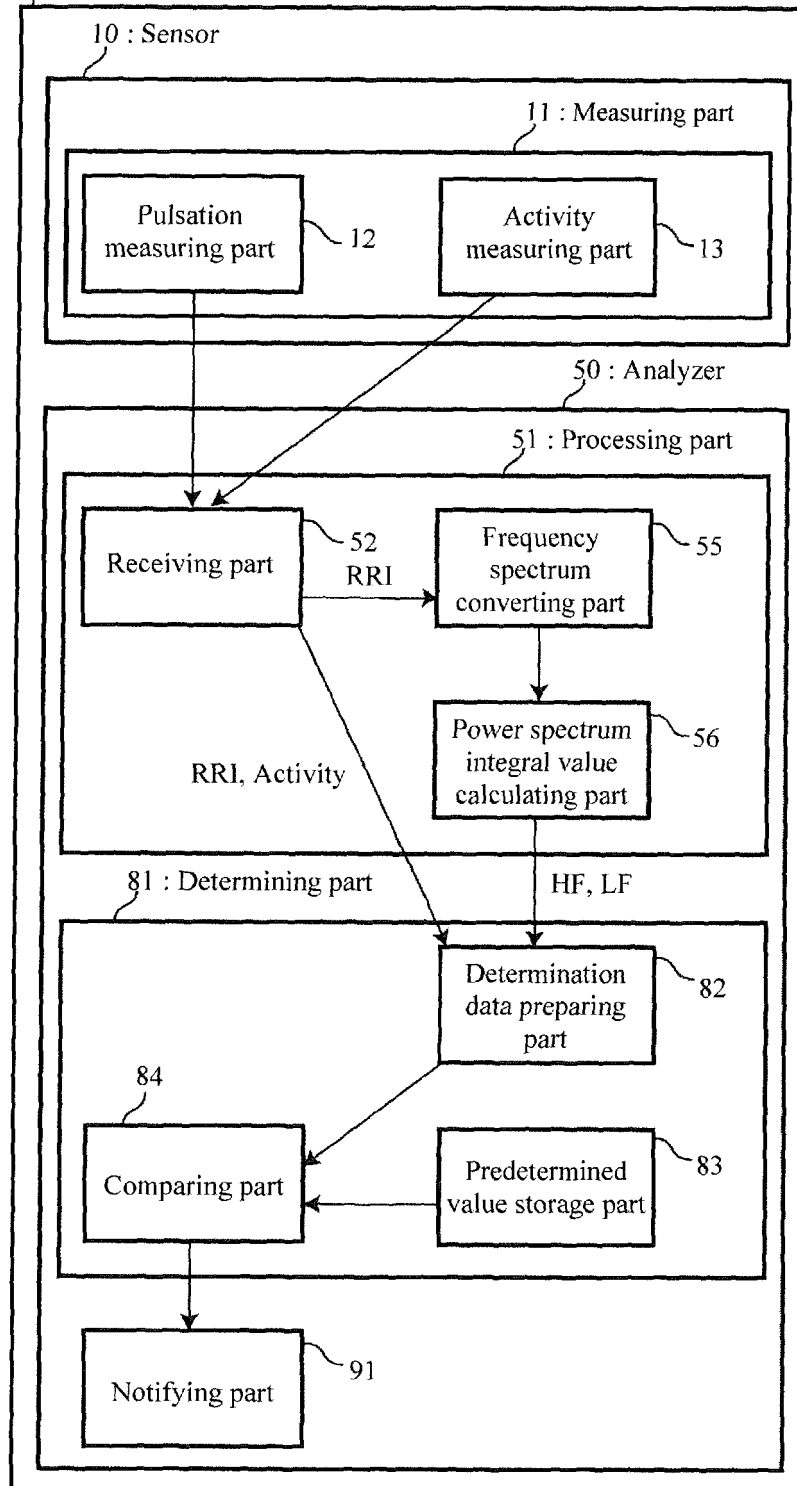 10 : Sensor
11 : Measuring part
Pulsation
measuring part
12
Activity
measuring part
13
50 : Analyzer
51 : Processing part
Receiving part
52
RRI
Frequency
spectrum
converting part
55
Power spectrum
integral value
calculating part
56
RRI, Activity
HF, LF
81 : Determining part
Determination
data preparing
part
82
84
Comparing part
Predetermined
value storage part
83
Notifying part
91